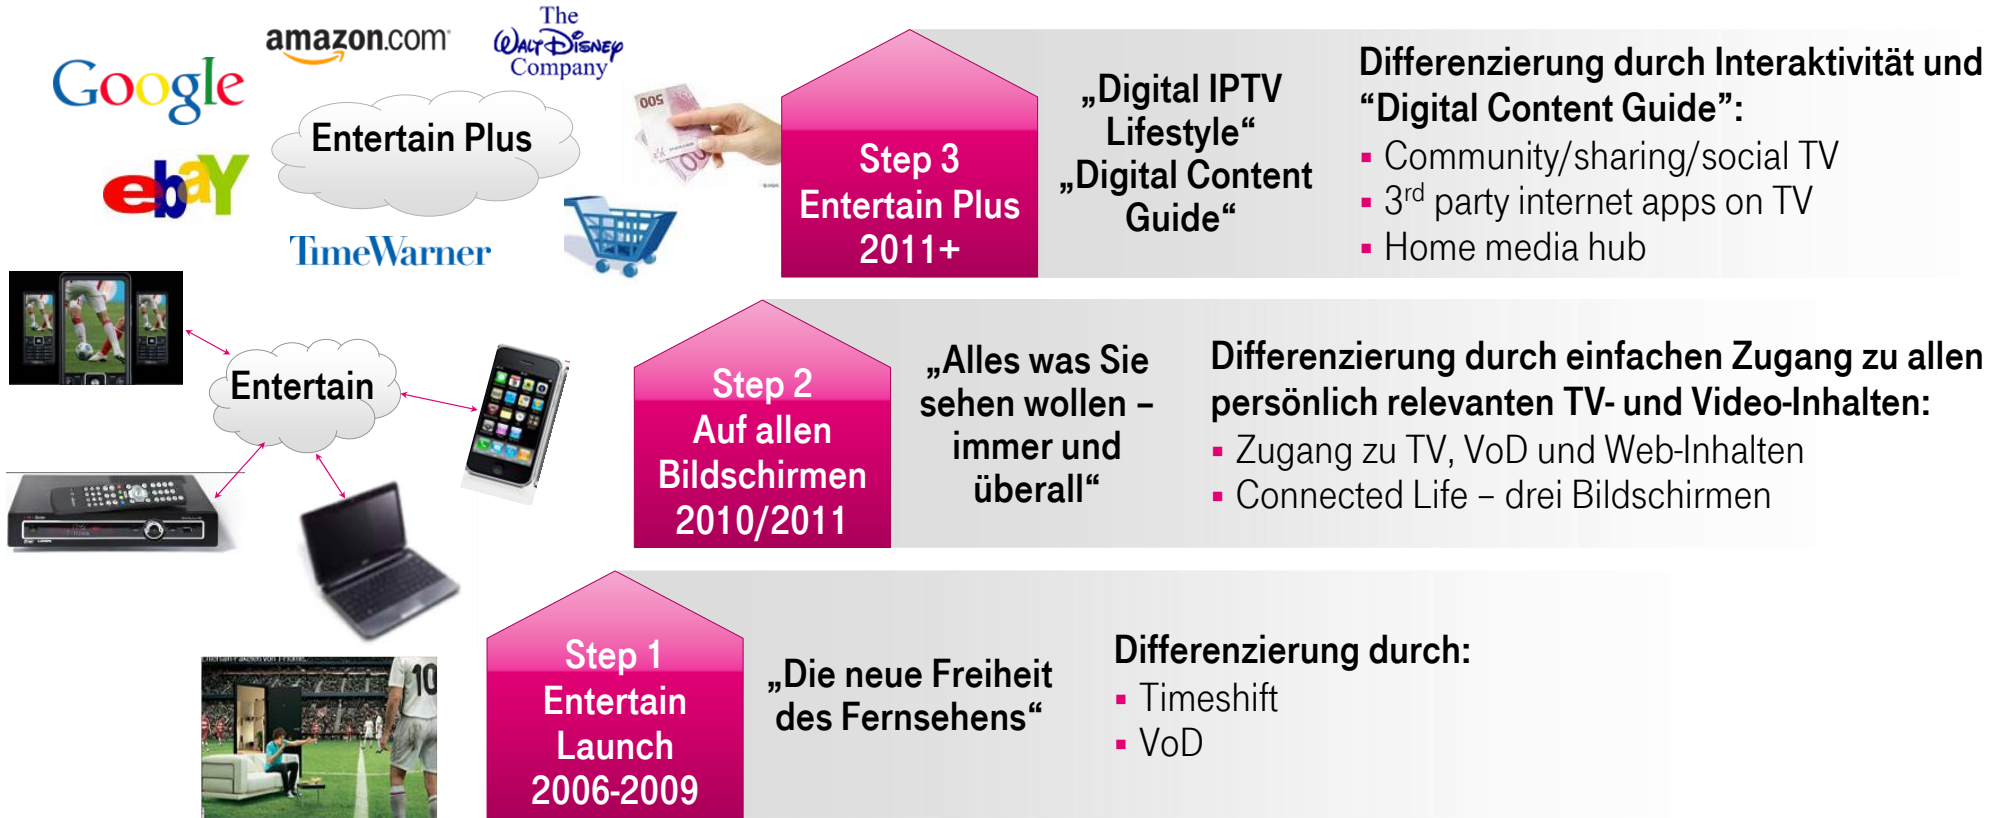 The
WALT DISNEY
Company
amazon.com
Google
ebaY
TimeWarner
Entertain Plus
500
Step 3
Entertain Plus
2011+
„Digital IPTV
Lifestyle“
„Digital Content
Guide“
Differenzierung durch Interaktivität und
“Digital Content Guide”:
▪ Community/sharing/social TV
▪ 3rd party internet apps on TV
▪ Home media hub
Entertain
Step 2
Auf allen
Bildschirmen
2010/2011
„Alles was Sie
sehen wollen –
immer und
überall“
Differenzierung durch einfachen Zugang zu allen
persönlich relevanten TV- und Video-Inhalten:
▪ Zugang zu TV, VoD und Web-Inhalten
▪ Connected Life – drei Bildschirmen
10
Step 1
Entertain
Launch
2006-2009
„Die neue Freiheit
des Fernsehens“
Differenzierung durch:
▪ Timeshift
▪ VoD